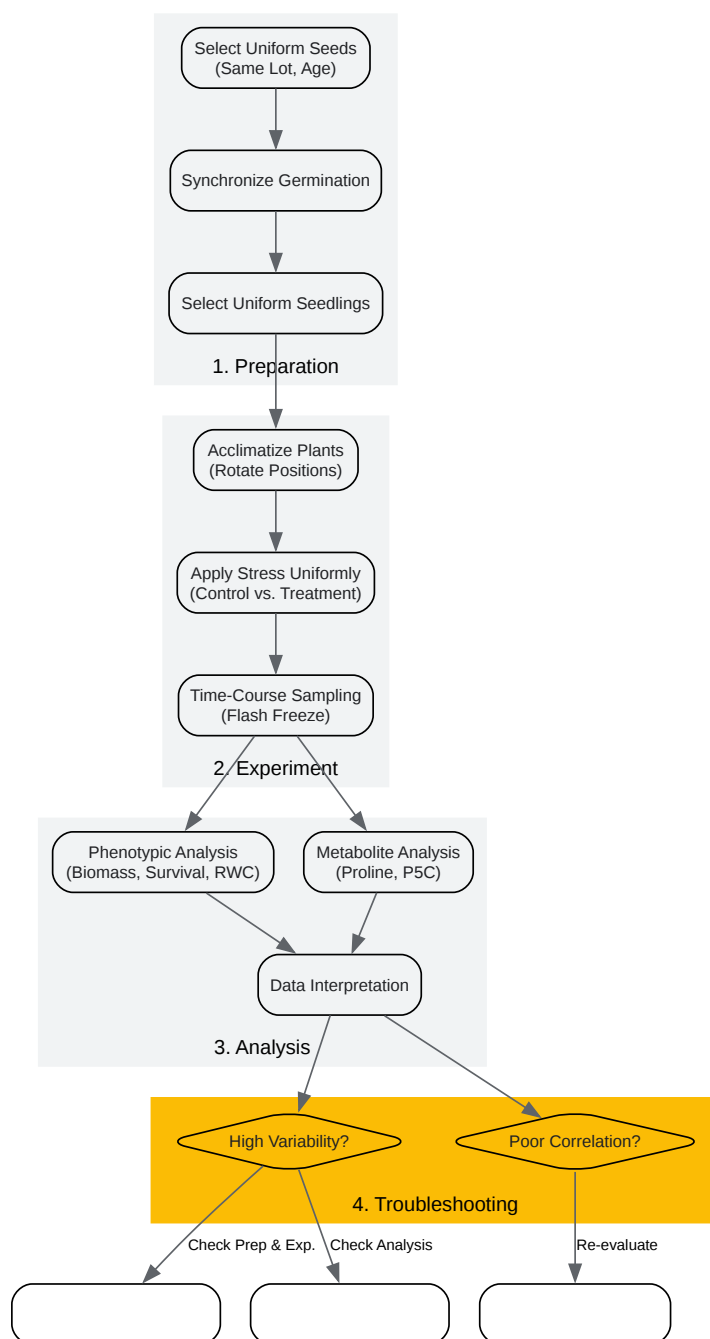 Select Uniform Seeds
(Same Lot, Age)
Synchronize Germination
Select Uniform Seedlings
1. Preparation
Acclimatize Plants
(Rotate Positions)
Apply Stress Uniformly
(Control vs. Treatment)
Time-Course Sampling
(Flash Freeze)
2. Experiment
Phenotypic Analysis
(Biomass, Survival, RWC)
Metabolite Analysis
(Proline, P5C)
Data Interpretation
3. Analysis
High Variability?
Poor Correlation?
4. Troubleshooting
Check Prep & Exp.
Check Analysis
Re-evaluate